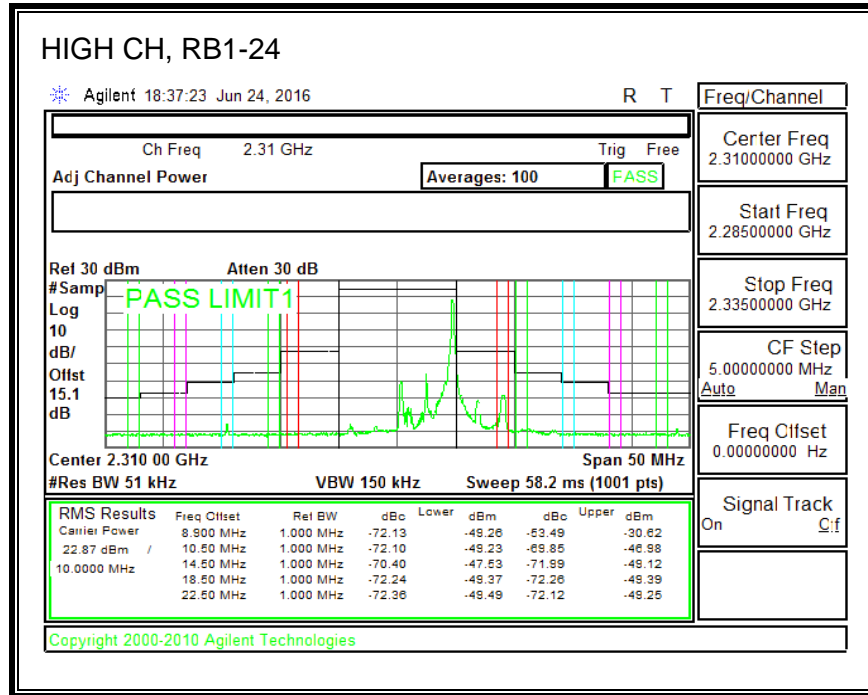 HIGH CH, RB1-24
Agilent 18:37:23 Jun 24, 2016 R T
Freq/Channel
Ch Freq 2.31 GHz Trig Free
Adj Channel Power Averages: 100 PASS
Center Freq
2.31000000 GHz
Start Freq
2.28500000 GHz
Stop Freq
2.33500000 GHz
CF Step
5.00000000 MHz
Auto Man
Freq Offset
0.00000000 Hz
Signal Track
On Off
Ref 30 dBm Atten 30 dB
#Samp
Log
10
dB/
Offst
15.1
dB
PASS LIMIT1
Center 2.310 00 GHz Span 50 MHz
#Res BW 51 kHz VBW 150 kHz Sweep 58.2 ms (1001 pts)
RMS Results Freq Offset Ref BW dBc Lower dBm dBc Upper dBm
Carrier Power 8.900 MHz 1.000 MHz -72.13 -49.26 -53.49 -30.62
22.87 dBm / 10.50 MHz 1.000 MHz -72.10 -49.23 -69.85 -46.98
10.0000 MHz 14.50 MHz 1.000 MHz -70.40 -47.53 -71.99 -49.12
18.50 MHz 1.000 MHz -72.24 -49.37 -72.26 -49.39
22.50 MHz 1.000 MHz -72.36 -49.49 -72.12 -49.25
Copyright 2000-2010 Agilent Technologies